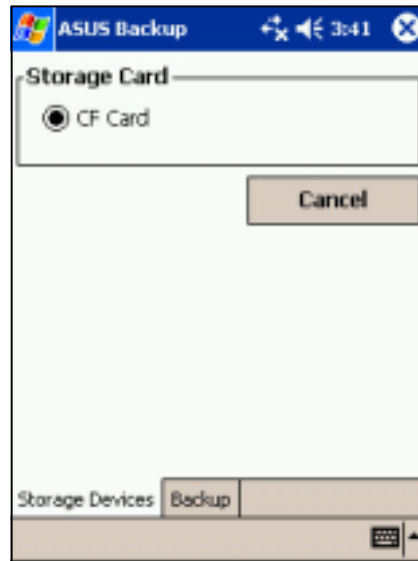 ASUS Backup 3:41
Storage Card
CF Card
Cancel
Storage Devices Backup